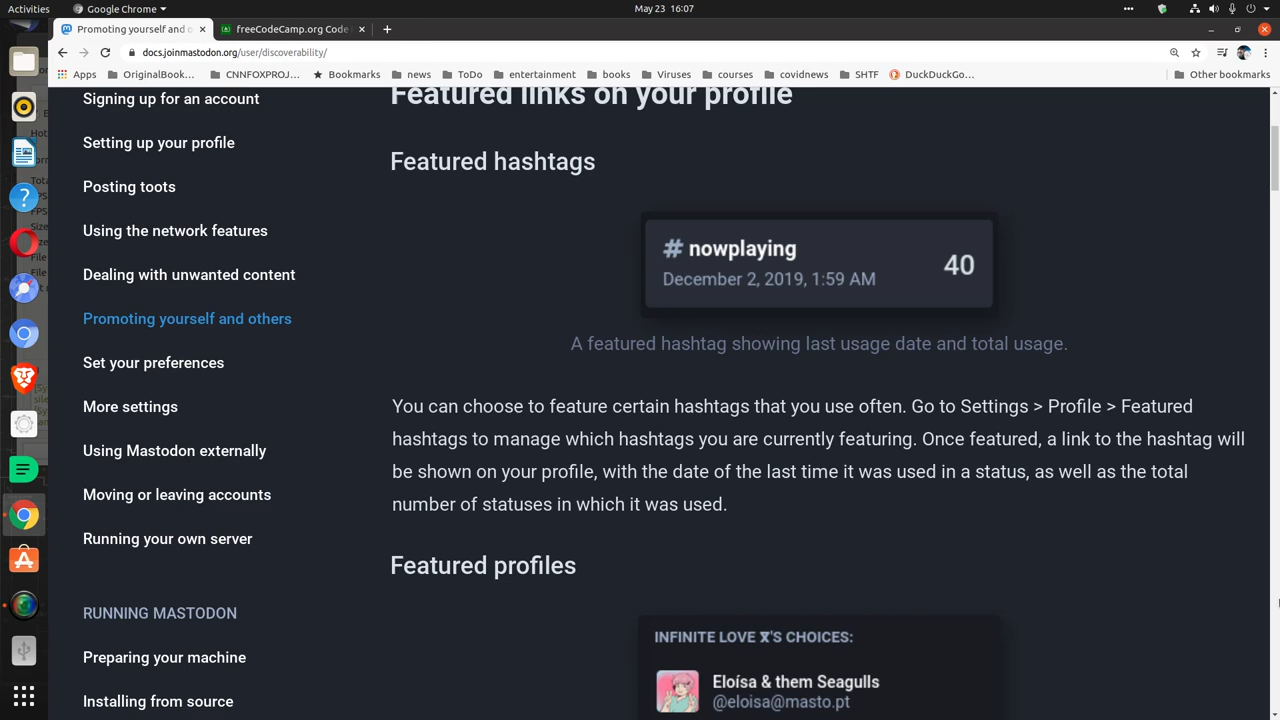 Activities
Google Chrome
May 23 16:07
Promoting yourself and o
freeCodeCamp.org Code
docs.joinmastodon.org/user/discoverability/
Apps
OriginalBook...
CNNFOXPROJ...
Bookmarks
news
ToDo
entertainment
books
Viruses
courses
covidnews
SHTF
DuckDuckGo...
Other bookmarks
Signing up for an account
Setting up your profile
Posting toots
Using the network features
Dealing with unwanted content
Promoting yourself and others
Set your preferences
More settings
Using Mastodon externally
Moving or leaving accounts
Running your own server
RUNNING MASTODON
Preparing your machine
Installing from source
Featured links on your profile
Featured hashtags
# nowplaying
December 2, 2019, 1:59 AM
40
A featured hashtag showing last usage date and total usage.
You can choose to feature certain hashtags that you use often. Go to Settings > Profile > Featured
hashtags to manage which hashtags you are currently featuring. Once featured, a link to the hashtag will
be shown on your profile, with the date of the last time it was used in a status, as well as the total
number of statuses in which it was used.
Featured profiles
INFINITE LOVE ⴳ'S CHOICES:
Eloísa & them Seagulls
@eloisa@masto.pt